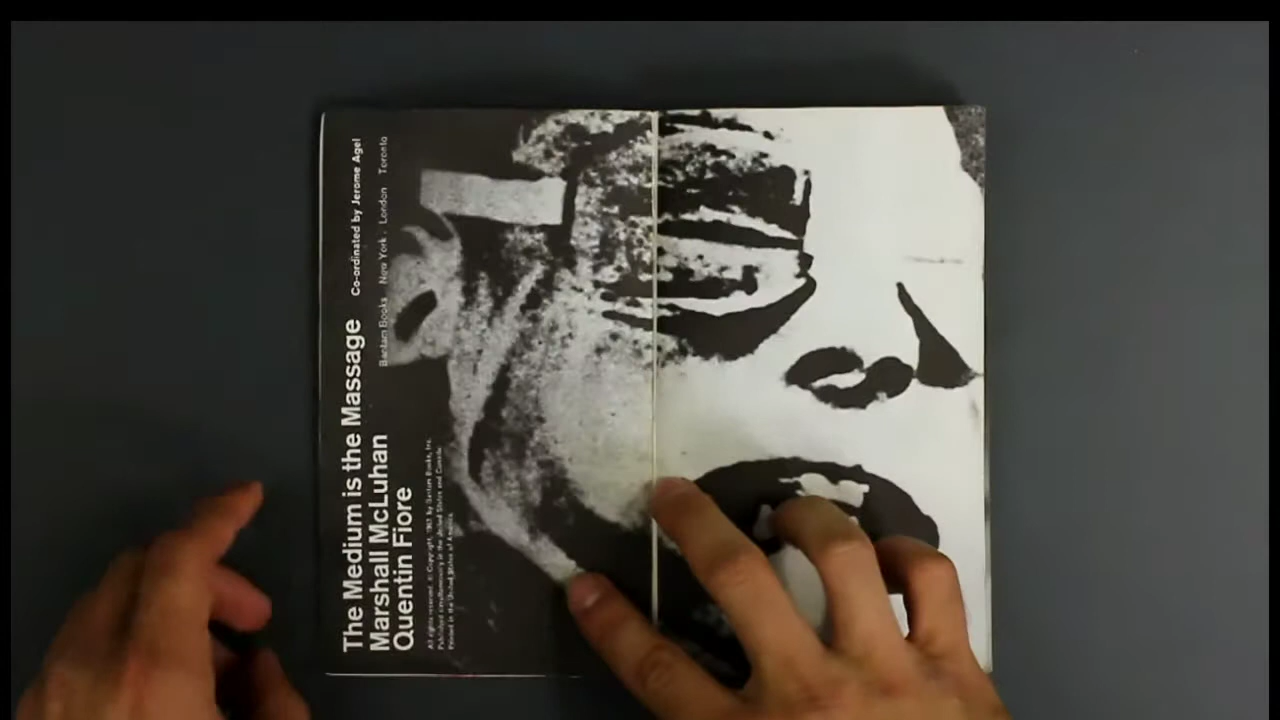 The Medium is the Massage
Marshall McLuhan
Quentin Fiore
Co-ordinated by Jerome Agel
Bantam Books New York London Toronto
All rights reserved. © Copyright, 1967, by Bantam Books, Inc.
Published simultaneously in the United States and Canada
Printed in the United States of America.